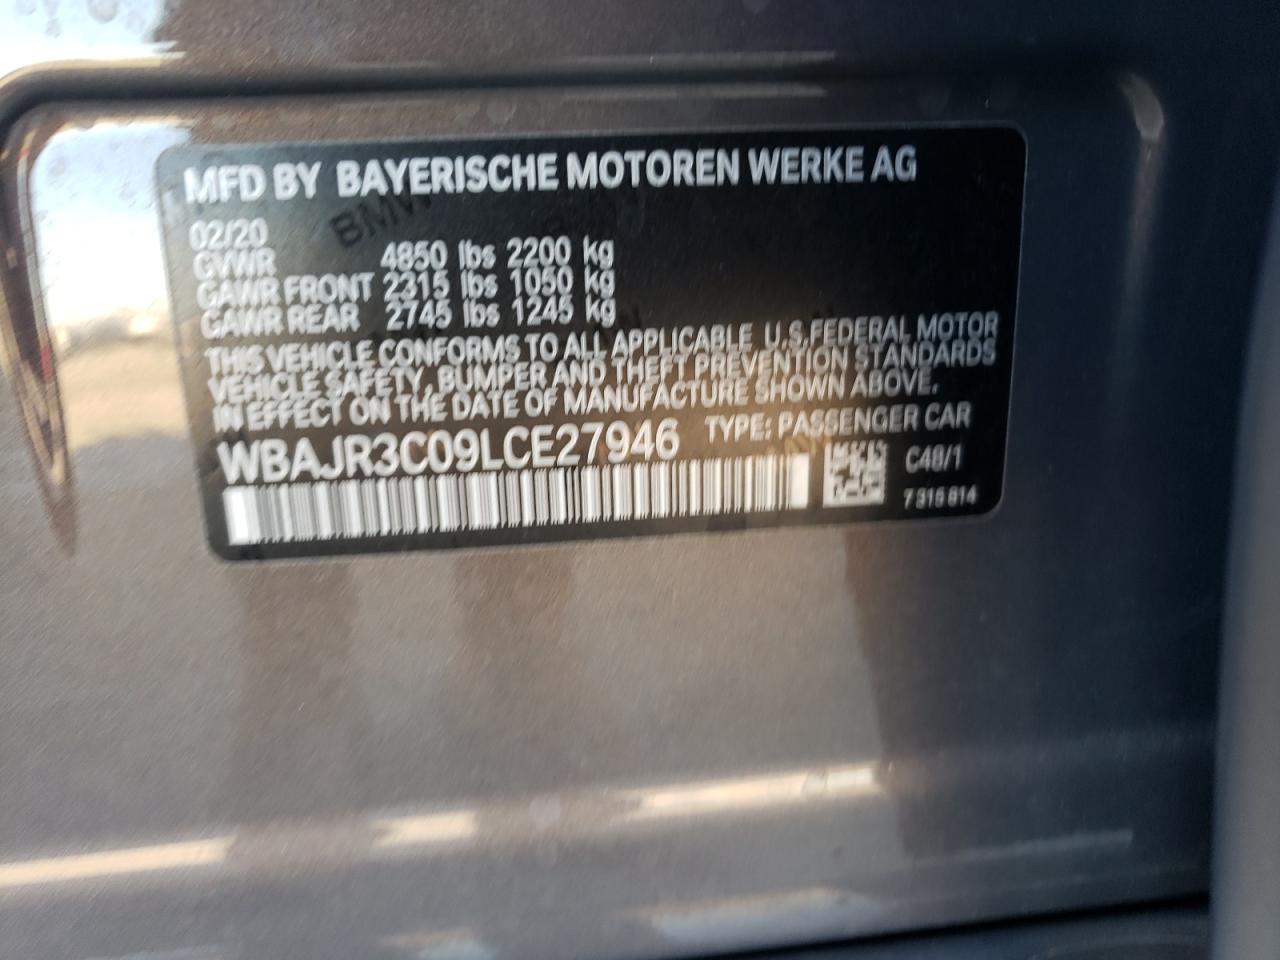 MFD BY BAYERISCHE MOTOREN WERKE AG
02/20
GVWR 4850 lbs 2200 kg
GAWR FRONT 2315 lbs 1050 kg
GAWR REAR 2745 lbs 1245 kg
THIS VEHICLE CONFORMS TO ALL APPLICABLE U.S.FEDERAL MOTOR
VEHICLE SAFETY, BUMPER AND THEFT PREVENTION STANDARDS
IN EFFECT ON THE DATE OF MANUFACTURE SHOWN ABOVE.
WBAJR3C09LCE27946 TYPE: PASSENGER CAR
C48/1
7 316 814